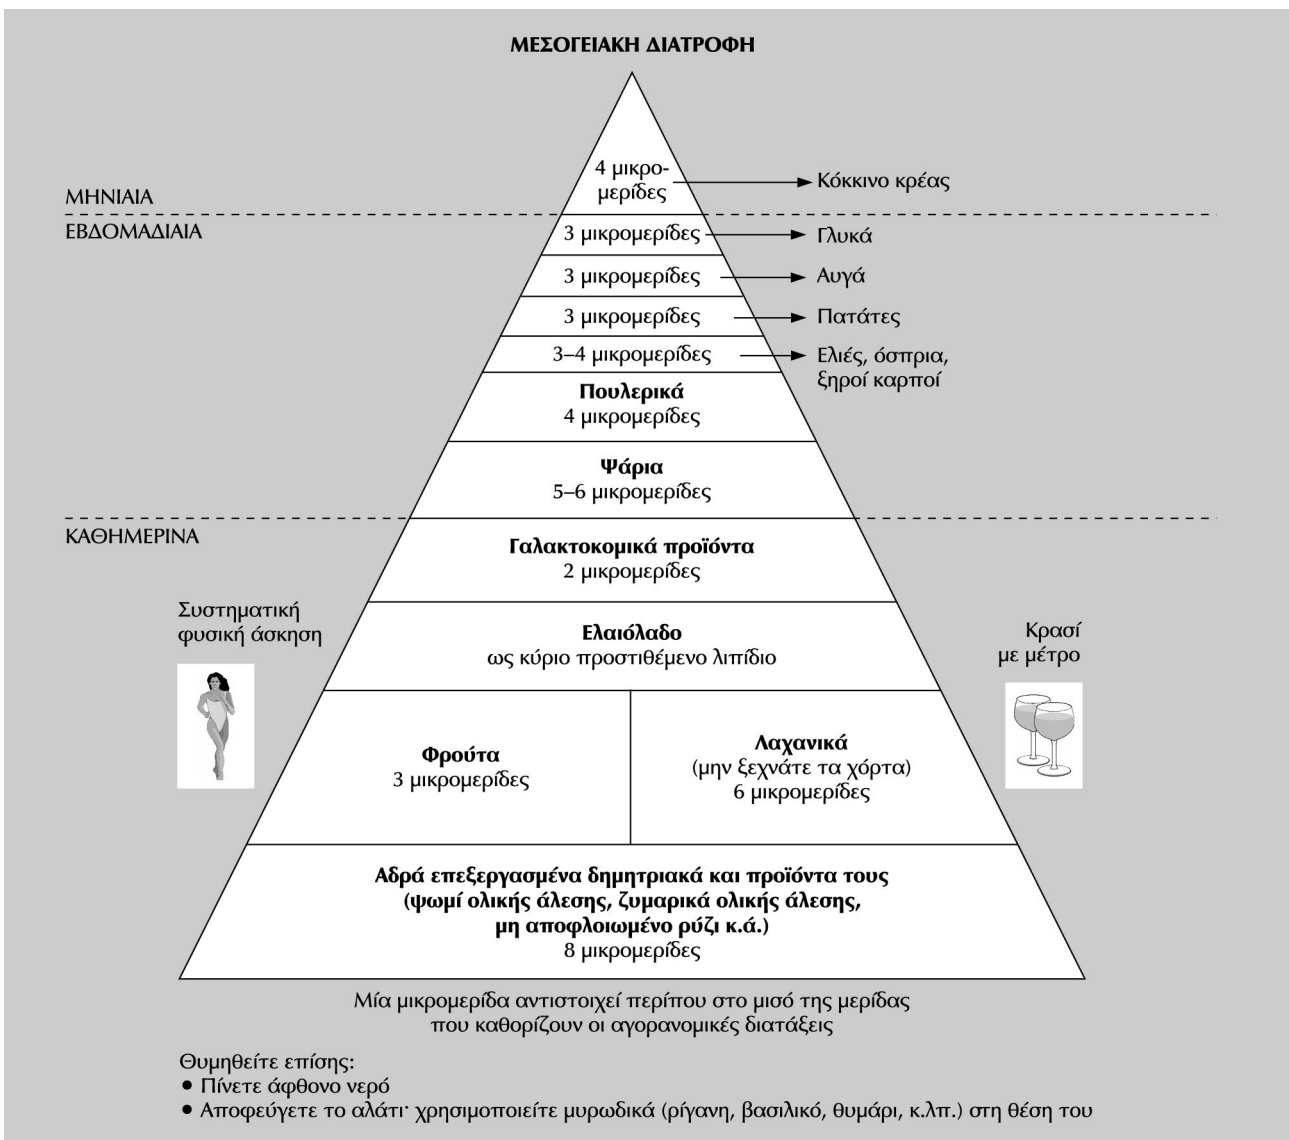 ΜΕΣΟΓΕΙΑΚΗ ΔΙΑΤΡΟΦΗ
4 μικρο-
μερίδες
Κόκκινο κρέας
ΜΗΝΙΑΙΑ
ΕΒΔΟΜΑΔΙΑΙΑ
3 μικρομερίδες
Γλυκά
3 μικρομερίδες
Αυγά
3 μικρομερίδες
Πατάτες
3–4 μικρομερίδες
Ελιές, όσπρια,
ξηροί καρποί
Πουλερικά
4 μικρομερίδες
Ψάρια
5–6 μικρομερίδες
ΚΑΘΗΜΕΡΙΝΑ
Γαλακτοκομικά προϊόντα
2 μικρομερίδες
Συστηματική
φυσική άσκηση
Ελαιόλαδο
ως κύριο προστιθέμενο λιπίδιο
Κρασί
με μέτρο
Φρούτα
3 μικρομερίδες
Λαχανικά
(μην ξεχνάτε τα χόρτα)
6 μικρομερίδες
Αδρά επεξεργασμένα δημητριακά και προϊόντα τους
(ψωμί ολικής άλεσης, ζυμαρικά ολικής άλεσης,
μη αποφλοιωμένο ρύζι κ.ά.)
8 μικρομερίδες
Μία μικρομερίδα αντιστοιχεί περίπου στο μισό της μερίδας
που καθορίζουν οι αγορανομικές διατάξεις
Θυμηθείτε επίσης:
• Πίνετε άφθονο νερό
• Αποφεύγετε το αλάτι· χρησιμοποιείτε μυρωδικά (ρίγανη, βασιλικό, θυμάρι, κ.λπ.) στη θέση του